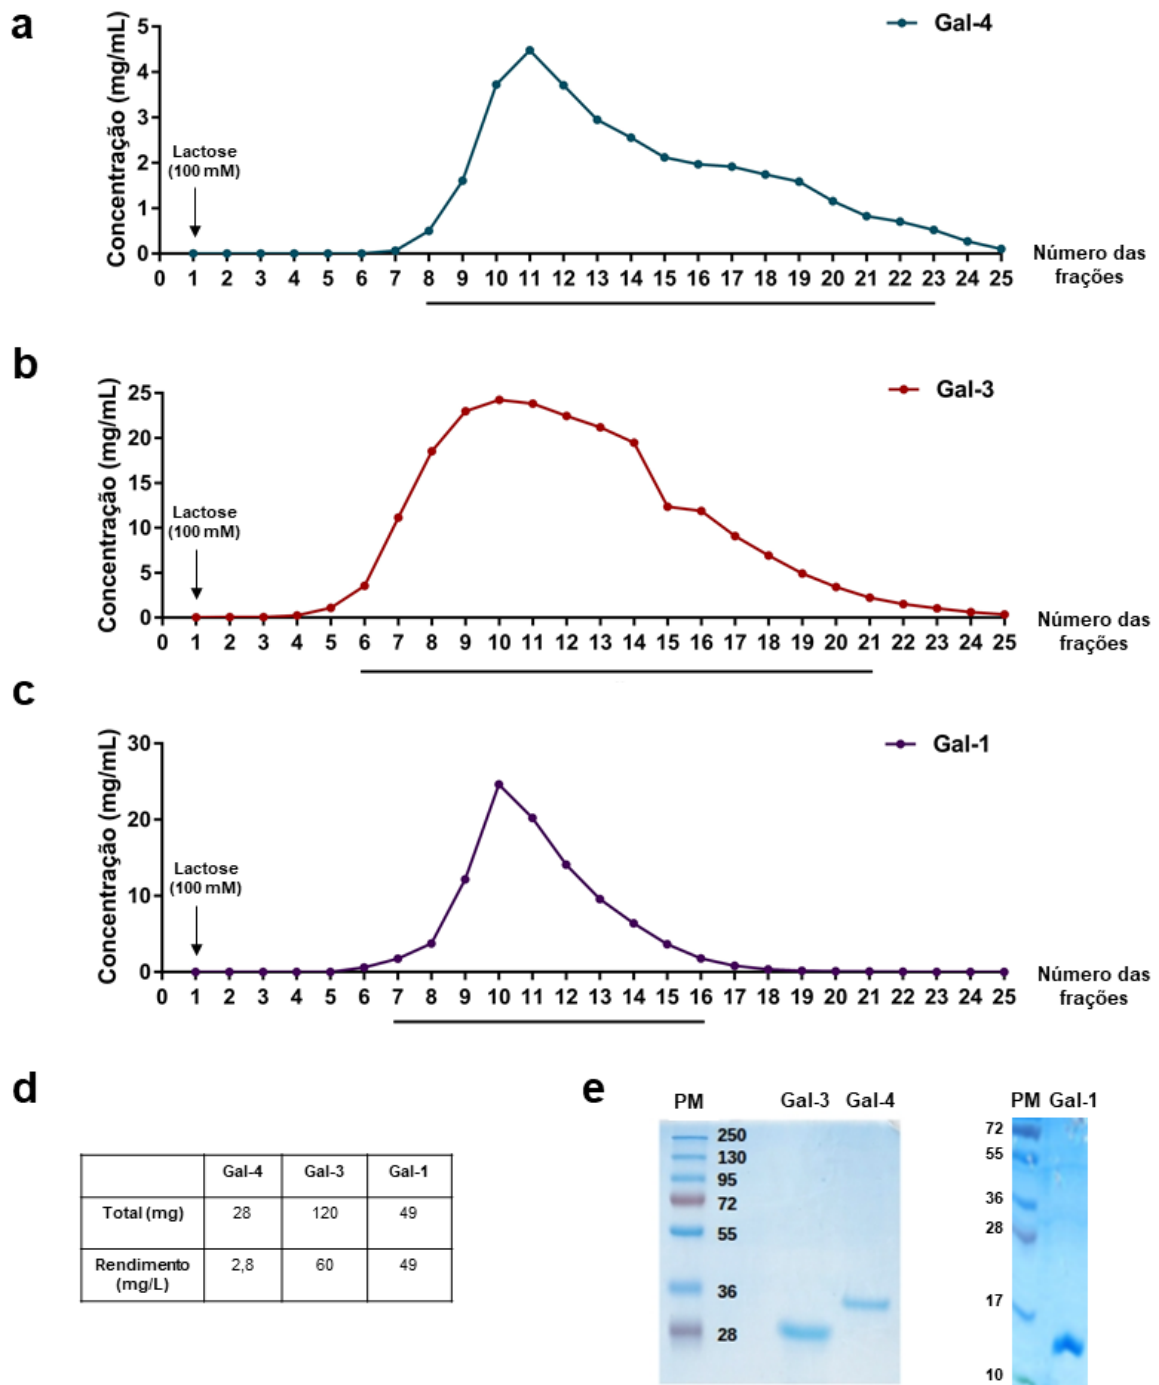 a
Gal-4
Concentração (mg/mL)
5
4
3
2
1
0
Lactose
(100 mM)
0 1 2 3 4 5 6 7 8 9 10 11 12 13 14 15 16 17 18 19 20 21 22 23 24 25
Número das
frações
b
Gal-3
Concentração (mg/mL)
25
20
15
10
5
0
Lactose
(100 mM)
0 1 2 3 4 5 6 7 8 9 10 11 12 13 14 15 16 17 18 19 20 21 22 23 24 25
Número das
frações
c
Gal-1
Concentração (mg/mL)
30
20
10
0
Lactose
(100 mM)
0 1 2 3 4 5 6 7 8 9 10 11 12 13 14 15 16 17 18 19 20 21 22 23 24 25
Número das
frações
d
Gal-4 Gal-3 Gal-1
Total (mg) 28 120 49
Rendimento
(mg/L) 2,8 60 49
e
PM Gal-3 Gal-4
250
130
95
72
55
36
28
PM Gal-1
72
55
36
28
17
10